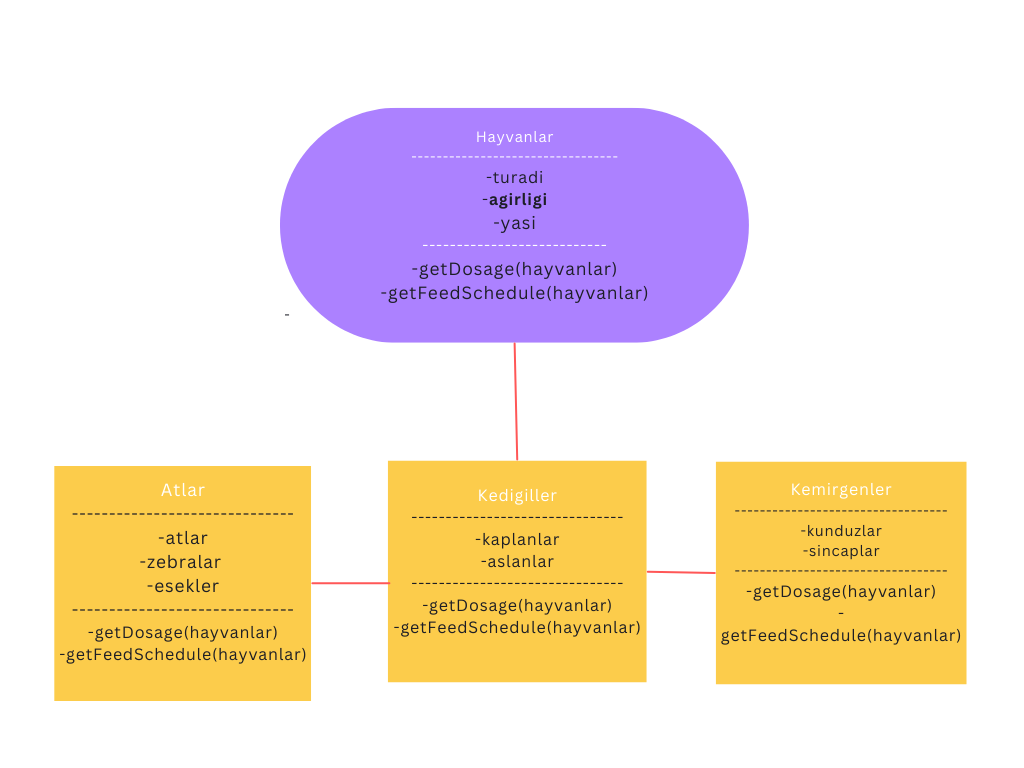 Hayvanlar
---------------------------------
-turadi
-agirligi
-yasi
----------------------------
-getDosage(hayvanlar)
-getFeedSchedule(hayvanlar)
-
Atlar
------------------------------
-atlar
-zebralar
-esekler
------------------------------
-getDosage(hayvanlar)
-getFeedSchedule(hayvanlar)
Kedigiller
------------------------------
-kaplanlar
-aslanlar
------------------------------
-getDosage(hayvanlar)
-getFeedSchedule(hayvanlar)
Kemirgenler
---------------------------------
-kunduzlar
-sincaplar
---------------------------------
-getDosage(hayvanlar)
-
getFeedSchedule(hayvanlar)